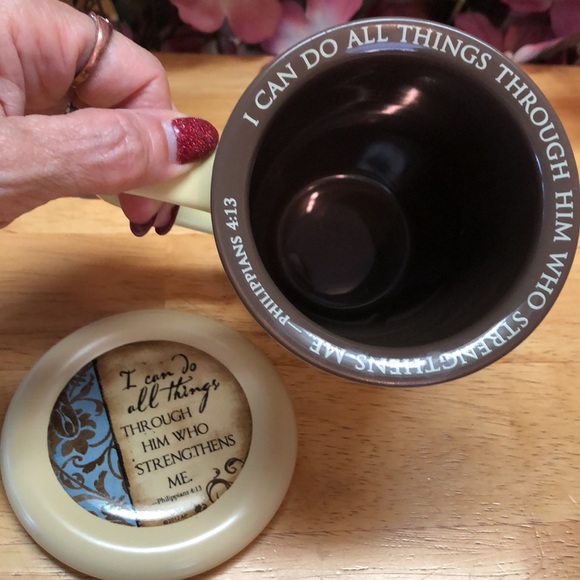 I CAN DO ALL THINGS THROUGH HIM WHO STRENGTHENS ME. —PHILIPPIANS 4:13
I can do
all things
THROUGH
HIM WHO
STRENGTHENS
ME.
—Philippians 4:13